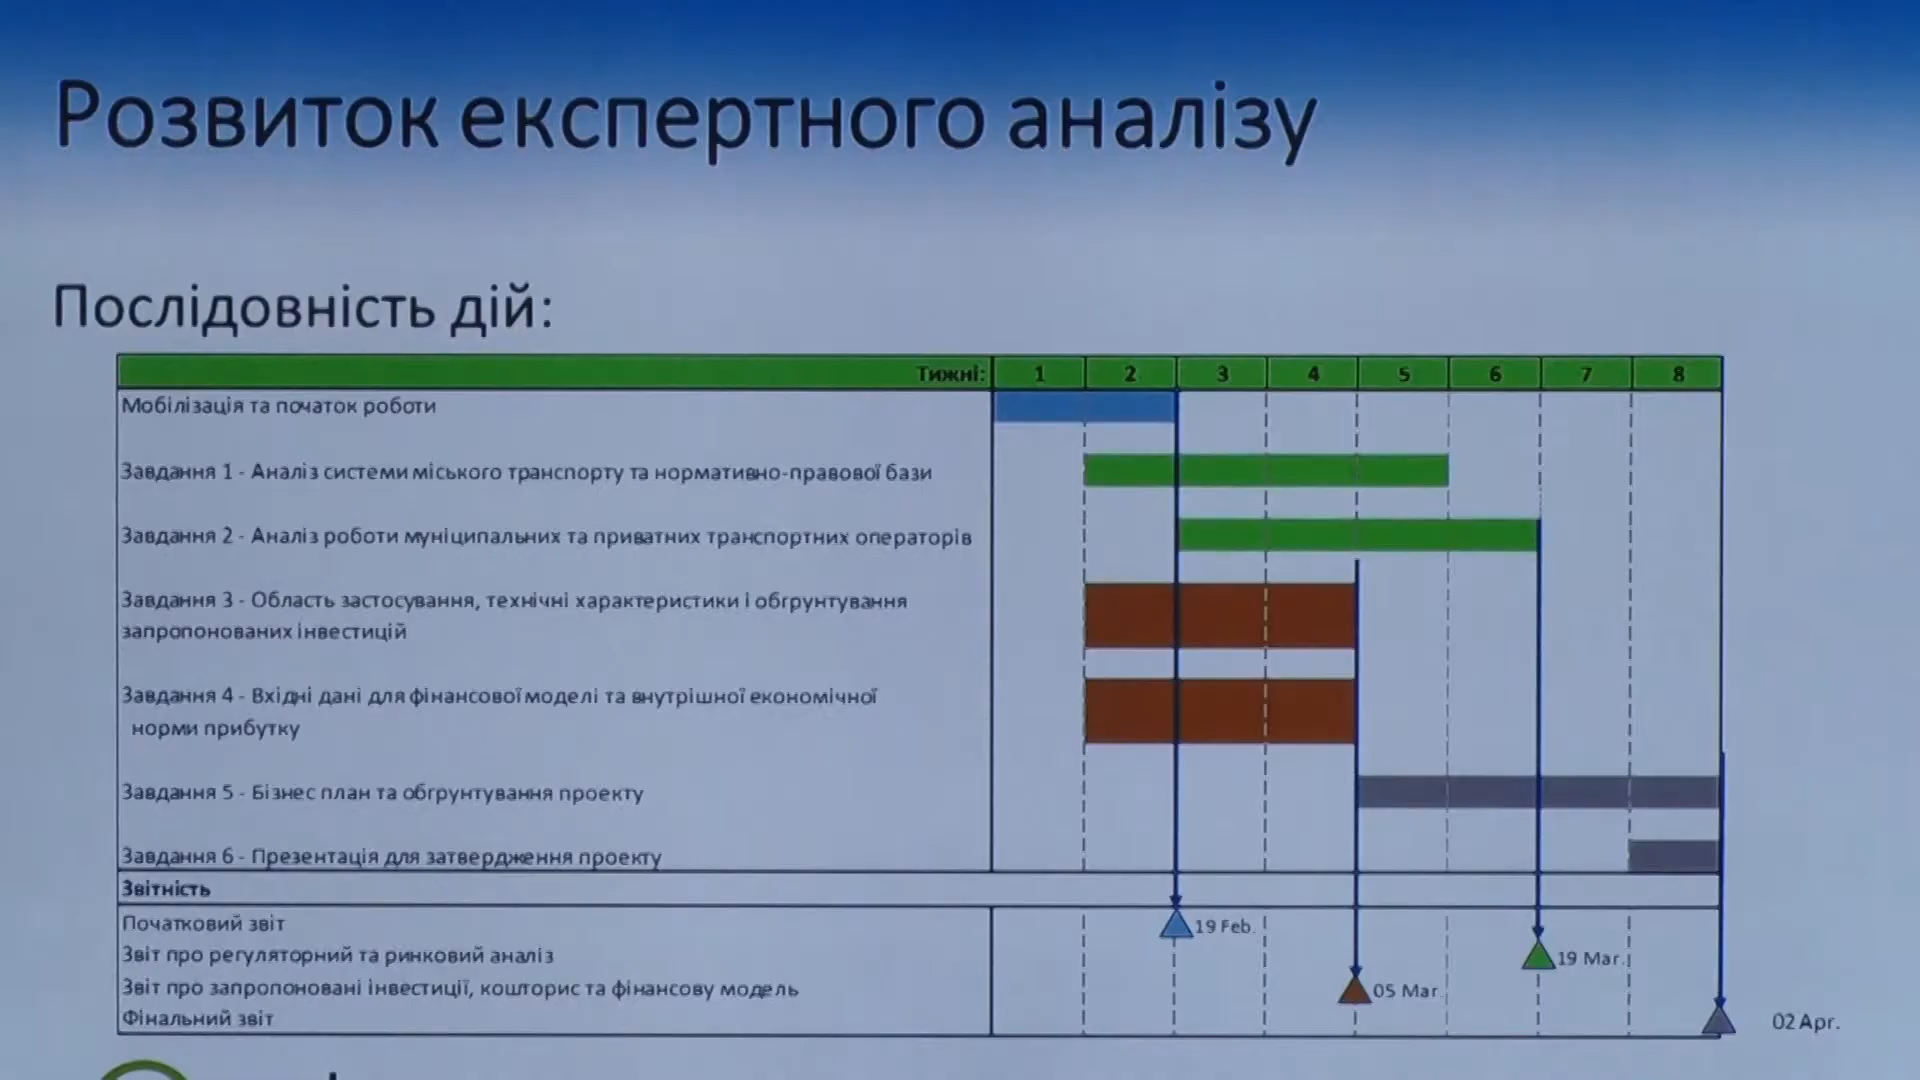 Розвиток експертного аналізу
Послідовність дій:
Тижні: 1 2 3 4 5 6 7 8
Мобілізація та початок роботи
Завдання 1 - Аналіз системи міського транспорту та нормативно-правової бази
Завдання 2 - Аналіз роботи муніципальних та приватних транспортних операторів
Завдання 3 - Область застосування, технічні характеристики і обгрунтування
запропонованих інвестицій
Завдання 4 - Вхідні дані для фінансової моделі та внутрішної економічної
норми прибутку
Завдання 5 - Бізнес план та обгрунтування проекту
Завдання 6 - Презентація для затвердження проекту
Звітність
Початковий звіт 19 Feb.
Звіт про регуляторний та ринковий аналіз 19 Mar.
Звіт про запропоновані інвестиції, кошторис та фінансову модель 05 Mar.
Фінальний звіт 02 Apr.